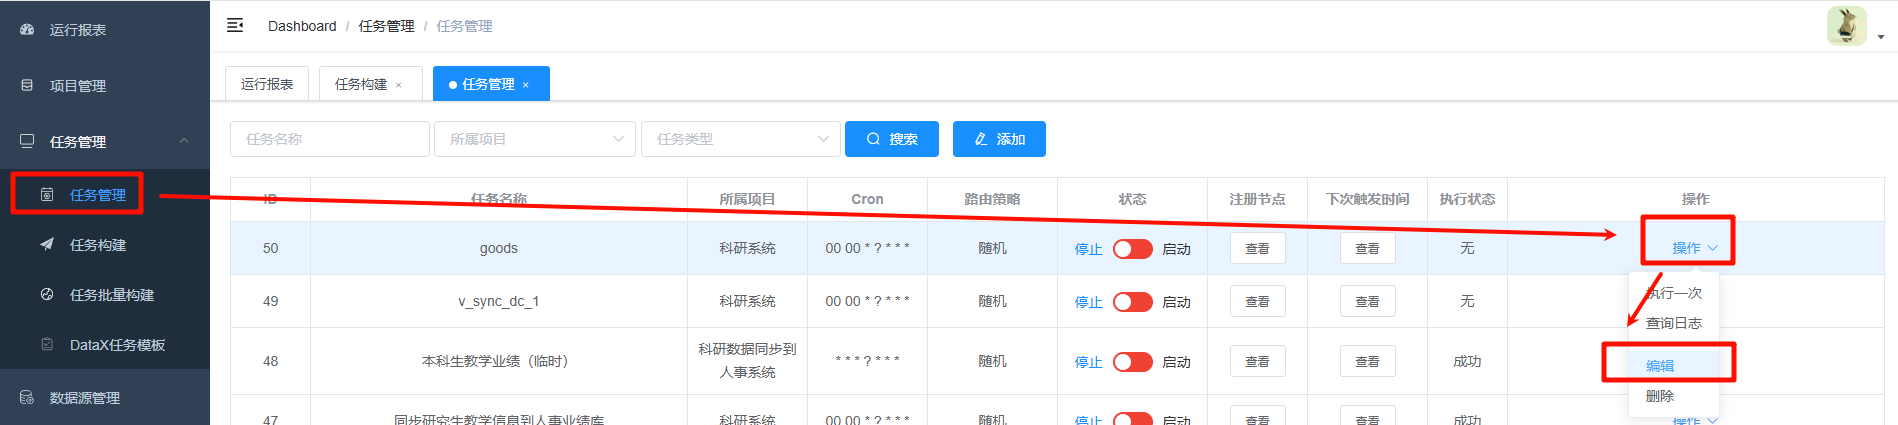 运行报表
项目管理
任务管理
任务管理
任务构建
任务批量构建
DataX任务模板
数据源管理
Dashboard / 任务管理 / 任务管理
运行报表 任务构建 × 任务管理 ×
任务名称 所属项目 任务类型 搜索 添加
ID 任务名称 所属项目 Cron 路由策略 状态 注册节点 下次触发时间 执行状态 操作
50 goods 科研系统 00 00 * ? * * * 随机 停止 启动 查看 查看 无 操作
49 v_sync_dc_1 科研系统 00 00 * ? * * * 随机 停止 启动 查看 查看 无
48 本科生教学业绩（临时） 科研数据同步到
人事系统 * * * ? * * * 随机 停止 启动 查看 查看 成功
47 同步研究生教学信息到人事业绩库 科研系统 00 00 * ? * * * 随机 停止 启动 查看 查看 成功 操作
执行一次
查询日志
编辑
删除